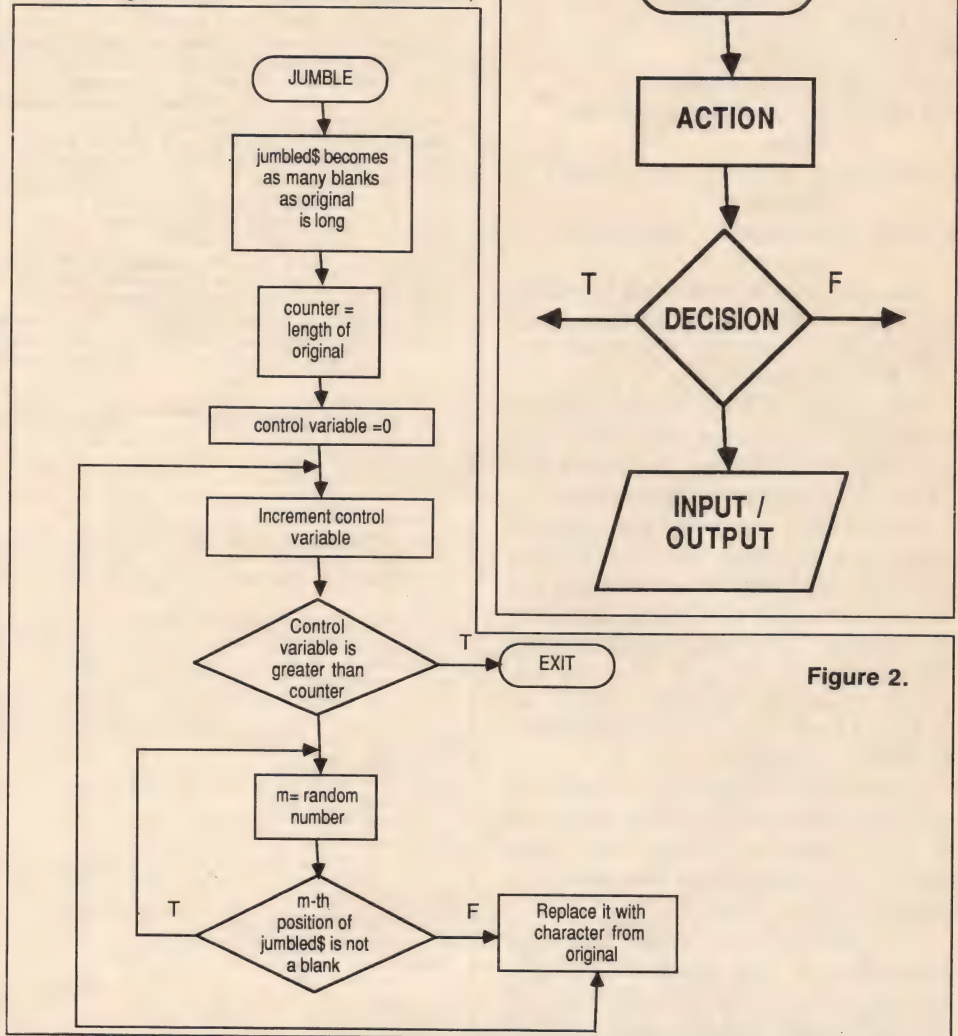 JUMBLE
jumbled$ becomes
as many blanks
as original
is long
counter =
length of
original
control variable =0
Increment control
variable
Control
variable is
greater than
counter
T
EXIT
m= random
number
m-th
position of
jumbled$ is not
a blank
T
F
Replace it with
character from
original
ACTION
T
F
DECISION
INPUT /
OUTPUT
Figure 2.